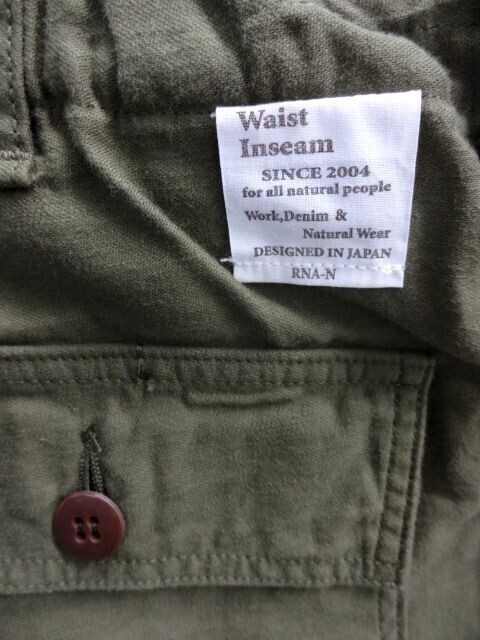 Waist
Inseam
SINCE 2004
for all natural people
Work,Denim &
Natural Wear
DESIGNED IN JAPAN
RNA-N